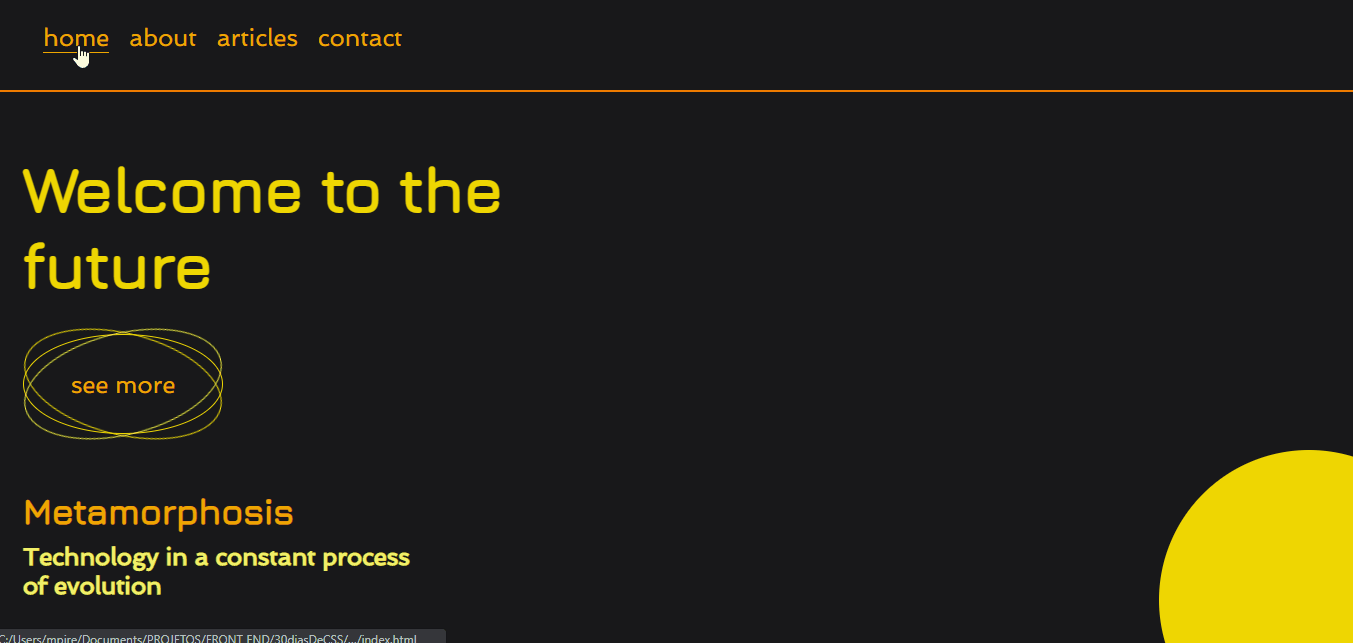 home about articles contact
Welcome to the
future
see more
Metamorphosis
Technology in a constant process
of evolution
C:/Users/mpire/Documents/PROJETOS/FRONT END/30diasDeCSS/.../index.html